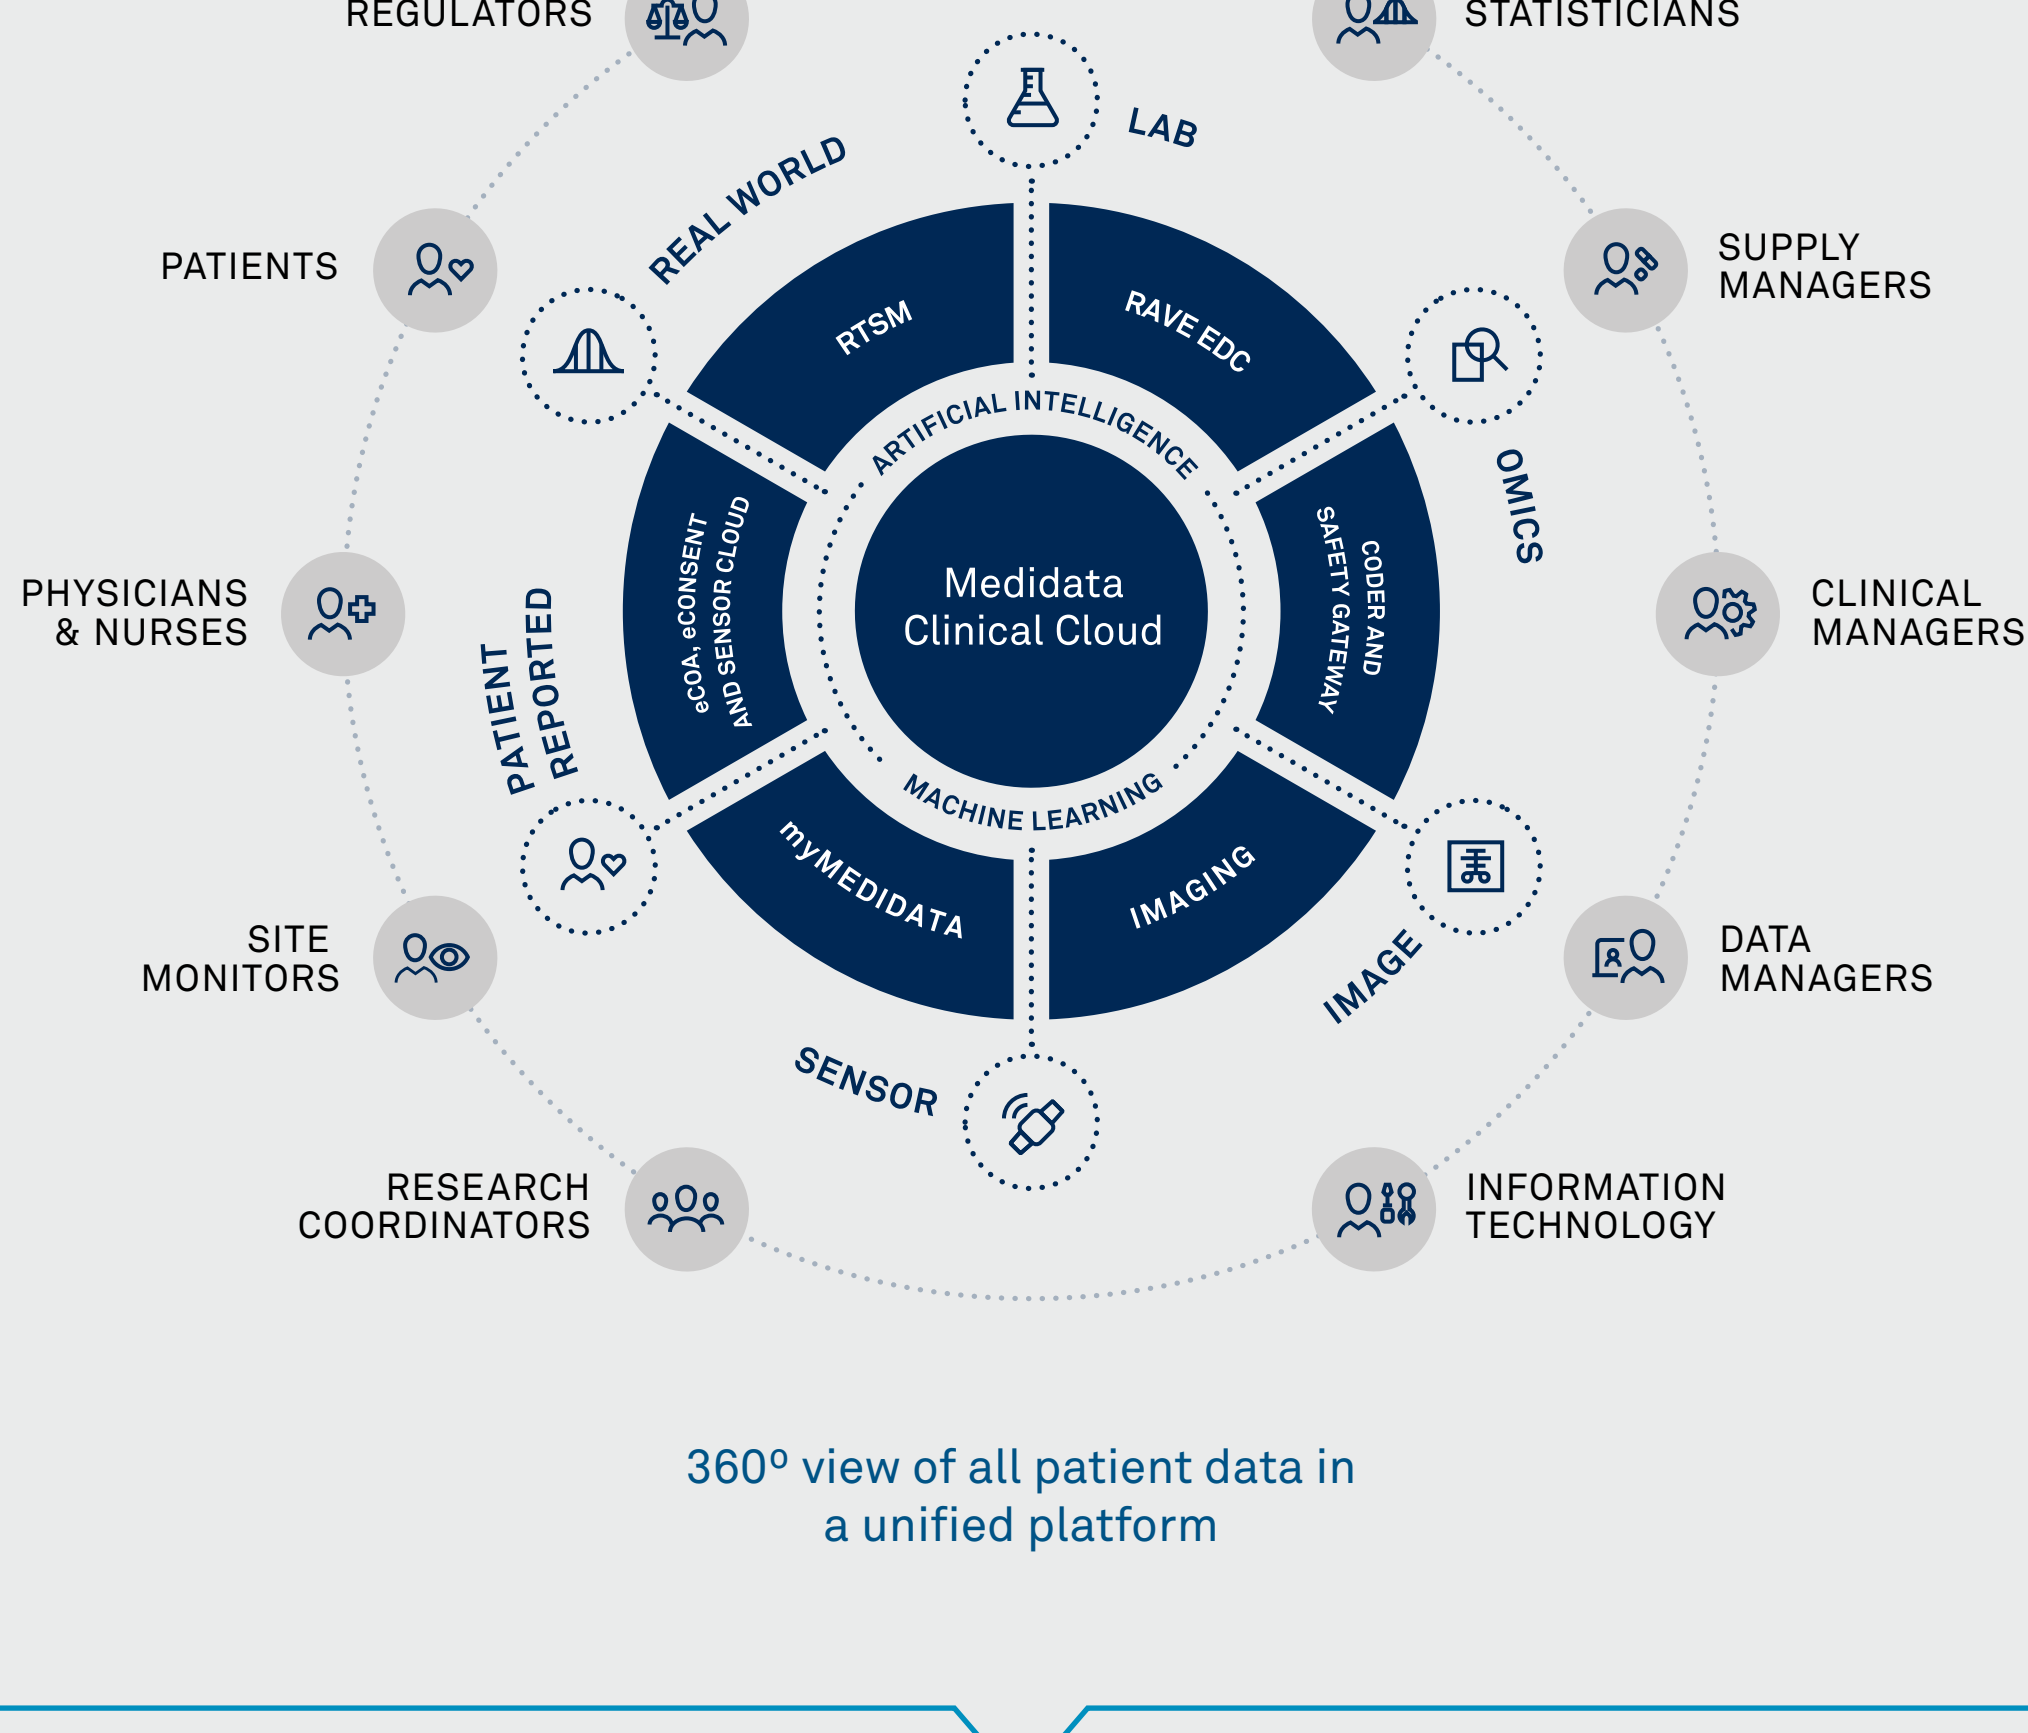 REGULATORS
STATISTICIANS
LAB
REAL WORLD
PATIENTS
SUPPLY
MANAGERS
RTSM
RAVE EDC
ARTIFICIAL INTELLIGENCE
OMICS
eCOA, eCONSENT
AND SENSOR CLOUD
CODER AND
SAFETY GATEWAY
Medidata
Clinical Cloud
PHYSICIANS
& NURSES
CLINICAL
MANAGERS
PATIENT
REPORTED
MACHINE LEARNING
myMEDIDATA
IMAGING
SITE
MONITORS
IMAGE
DATA
MANAGERS
SENSOR
RESEARCH
COORDINATORS
INFORMATION
TECHNOLOGY
360º view of all patient data in
a unified platform